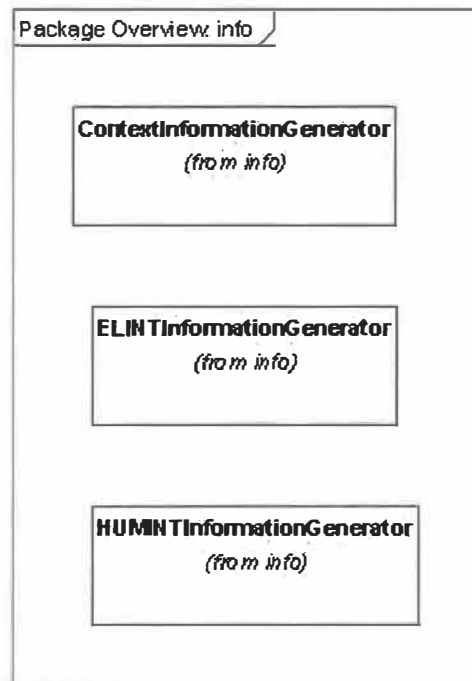 Package Overview: info
ContextInformationGenerator
(from info)
ELINTInformationGenerator
(from info)
HUMINTInformationGenerator
(from info)